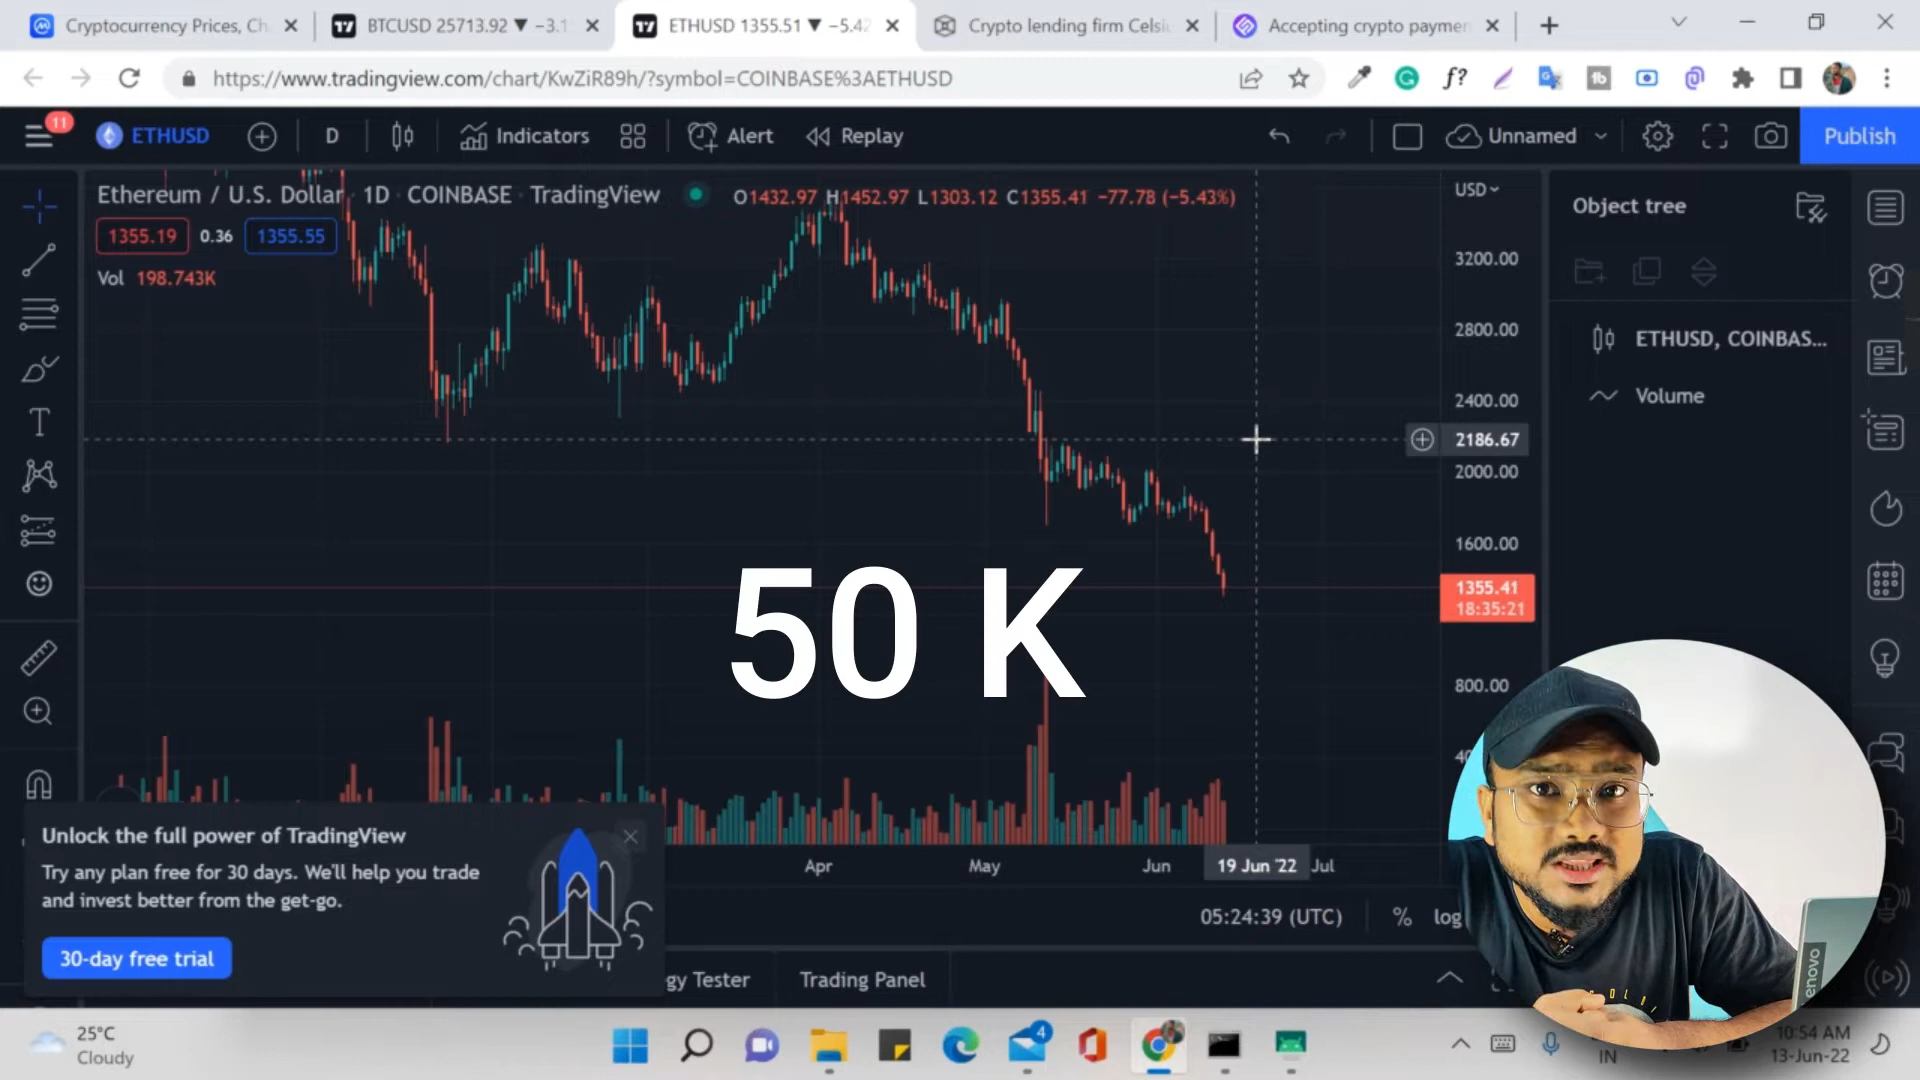 Cryptocurrency Prices, Ch
BTCUSD 25713.92 ▼ −3.1
ETHUSD 1355.51 ▼ −5.42
Crypto lending firm Celsi
Accepting crypto paymen
https://www.tradingview.com/chart/KwZiR89h/?symbol=COINBASE%3AETHUSD
11
ETHUSD
D
Indicators
Alert
Replay
Unnamed
Publish
Ethereum / U.S. Dollar 1D COINBASE TradingView
O1432.97 H1452.97 L1303.12 C1355.41 −77.78 (−5.43%)
1355.19 0.36 1355.55
Vol 198.743K
USD
3200.00
2800.00
2400.00
2186.67
2000.00
1600.00
1355.41
18:35:21
800.00
Object tree
ETHUSD, COINBAS...
Volume
50 K
Unlock the full power of TradingView
Try any plan free for 30 days. We'll help you trade
and invest better from the get-go.
30-day free trial
Apr
May
Jun
19 Jun '22
Jul
05:24:39 (UTC)
%
log
gy Tester
Trading Panel
enovo
25°C
Cloudy
4
IN
10:54 AM
13-Jun-22